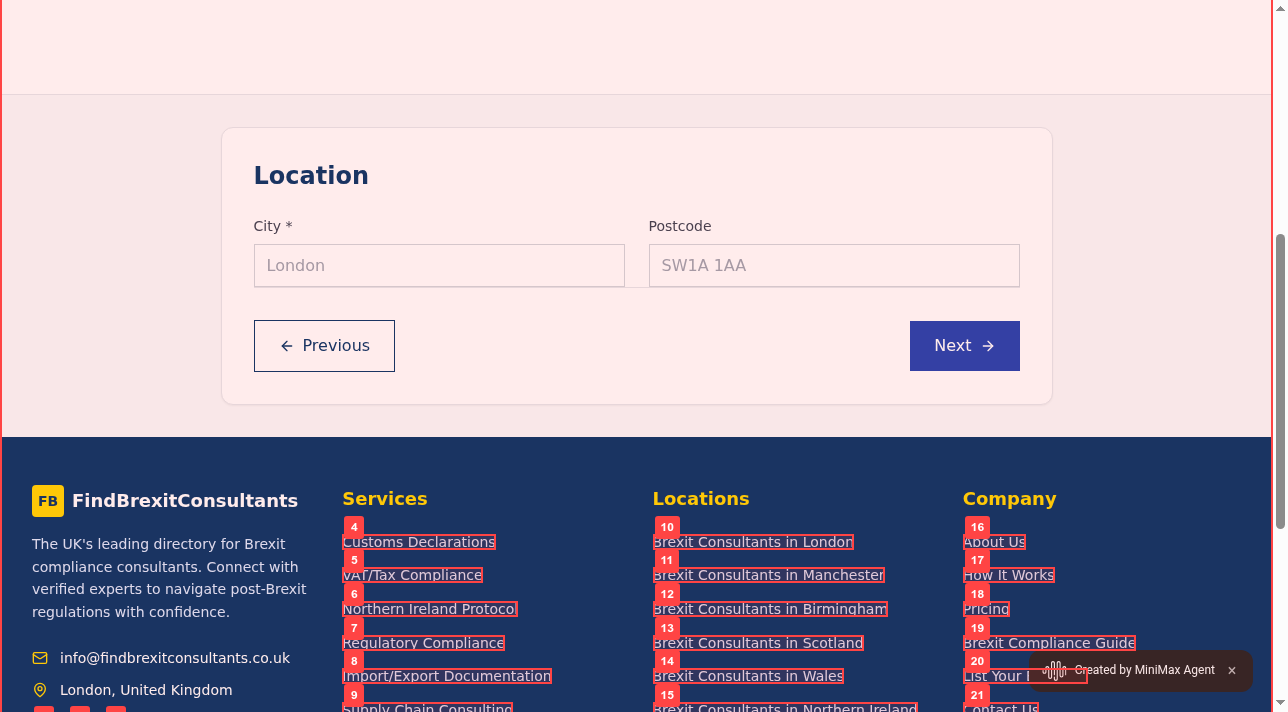 Location
City *
Postcode
London
SW1A 1AA
Previous
Next
FB
FindBrexitConsultants
The UK's leading directory for Brexit
compliance consultants. Connect with
verified experts to navigate post-Brexit
regulations with confidence.
info@findbrexitconsultants.co.uk
London, United Kingdom
Services
4
Customs Declarations
5
VAT/Tax Compliance
6
Northern Ireland Protocol
7
Regulatory Compliance
8
Import/Export Documentation
9
Supply Chain Consulting
Locations
10
Brexit Consultants in London
11
Brexit Consultants in Manchester
12
Brexit Consultants in Birmingham
13
Brexit Consultants in Scotland
14
Brexit Consultants in Wales
15
Brexit Consultants in Northern Ireland
Company
16
About Us
17
How It Works
18
Pricing
19
Brexit Compliance Guide
20
List Your
21
Contact Us
Created by MiniMax Agent
×